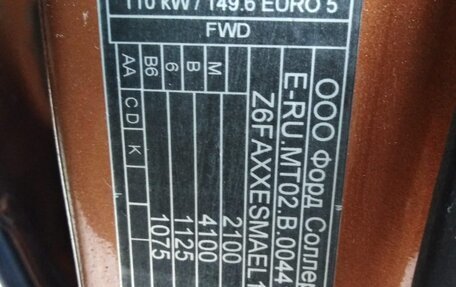 110 kW / 149.6 EURO 5
FWD
ООО Форд Соллер
E-RU.MT02.B.0044
Z6FAXXESMAEL1
2100
4100
1125
1075
M
B
6
B6
AA
C D K